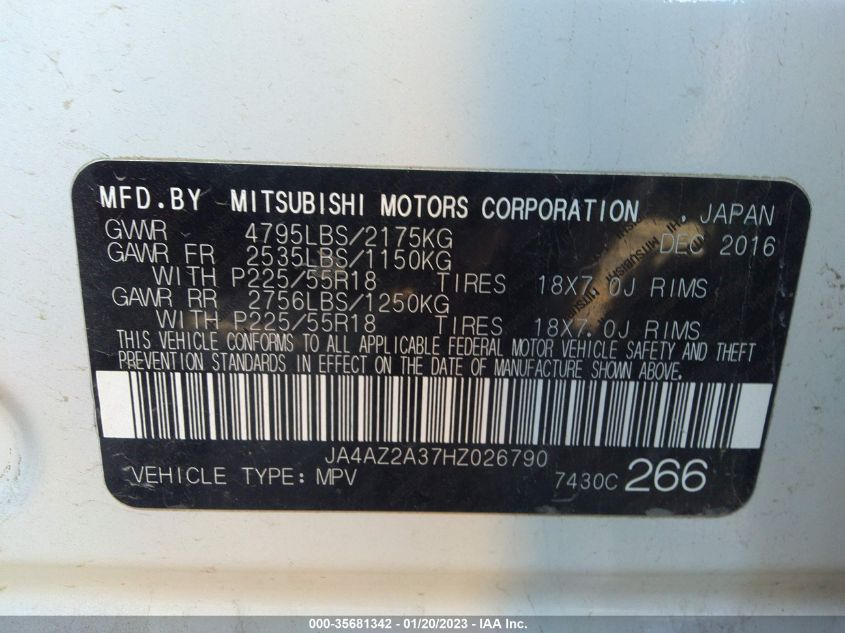 MFD.BY MITSUBISHI MOTORS CORPORATION . JAPAN
GVWR 4795LBS/2175KG DEC 2016
GAWR FR 2535LBS/1150KG
WITH P225/55R18 TIRES 18X7.0J RIMS
GAWR RR 2756LBS/1250KG
WITH P225/55R18 TIRES 18X7.0J RIMS
THIS VEHICLE CONFORMS TO ALL APPLICABLE FEDERAL MOTOR VEHICLE SAFETY AND THEFT
PREVENTION STANDARDS IN EFFECT ON THE DATE OF MANUFACTURE SHOWN ABOVE.
JA4AZ2A37HZ026790
VEHICLE TYPE: MPV 7430C 266
MITSUBISHI
000-35681342 - 01/20/2023 - IAA Inc.